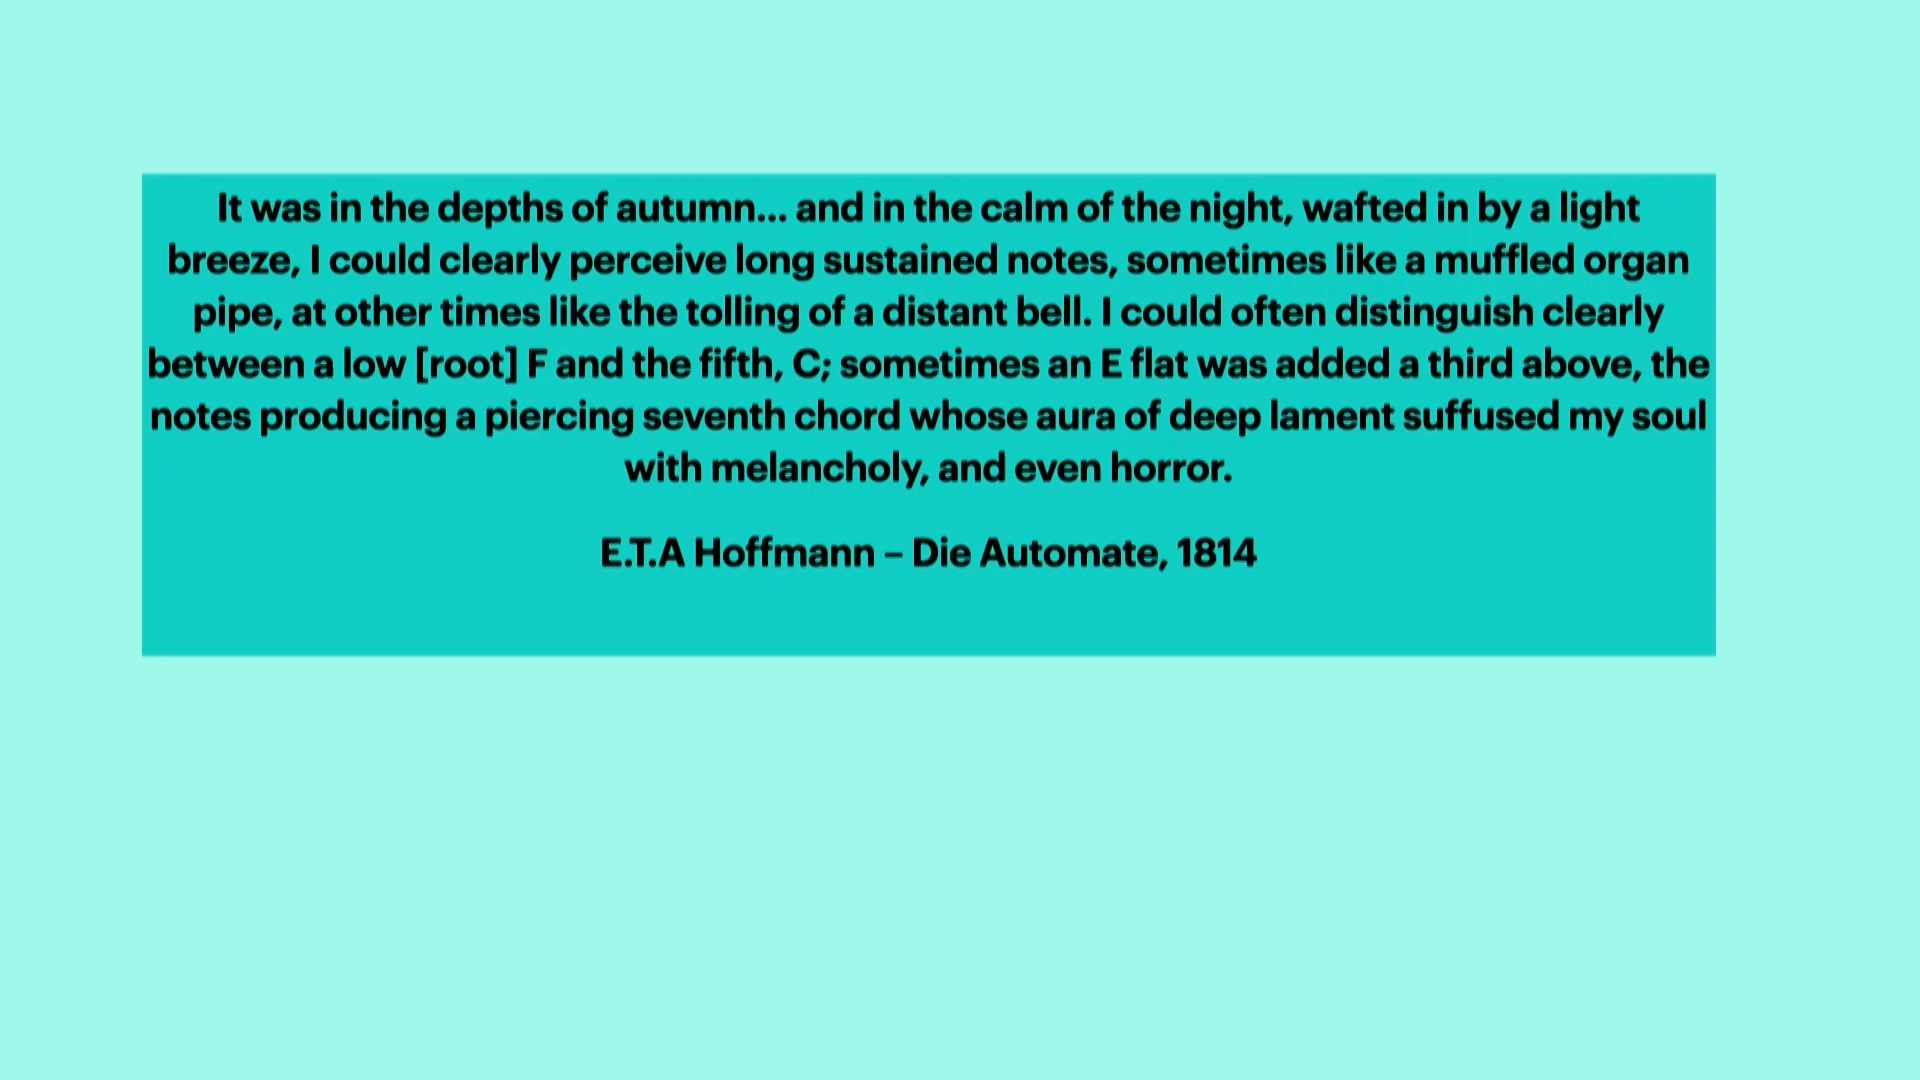 It was in the depths of autumn... and in the calm of the night, wafted in by a light
breeze, I could clearly perceive long sustained notes, sometimes like a muffled organ
pipe, at other times like the tolling of a distant bell. I could often distinguish clearly
between a low [root] F and the fifth, C; sometimes an E flat was added a third above, the
notes producing a piercing seventh chord whose aura of deep lament suffused my soul
with melancholy, and even horror.
E.T.A Hoffmann – Die Automate, 1814